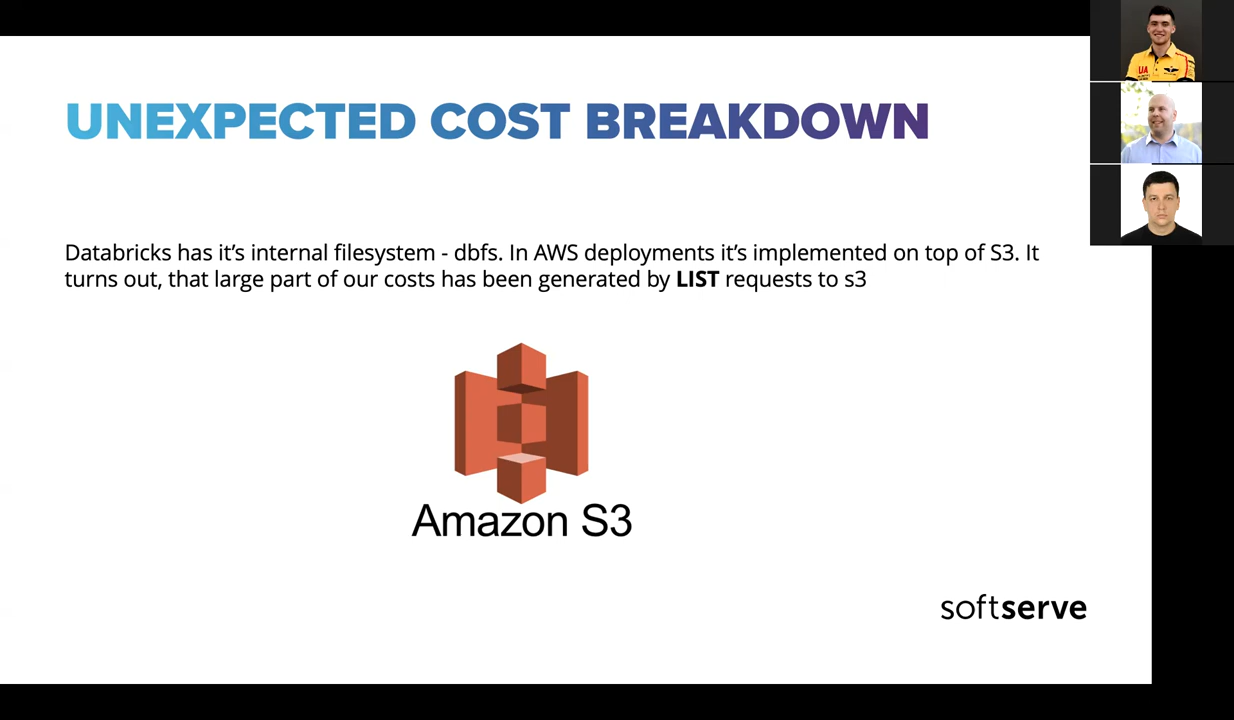 UNEXPECTED COST BREAKDOWN
Databricks has it's internal filesystem - dbfs. In AWS deployments it's implemented on top of S3. It
turns out, that large part of our costs has been generated by LIST requests to s3
Amazon S3
softserve
UA